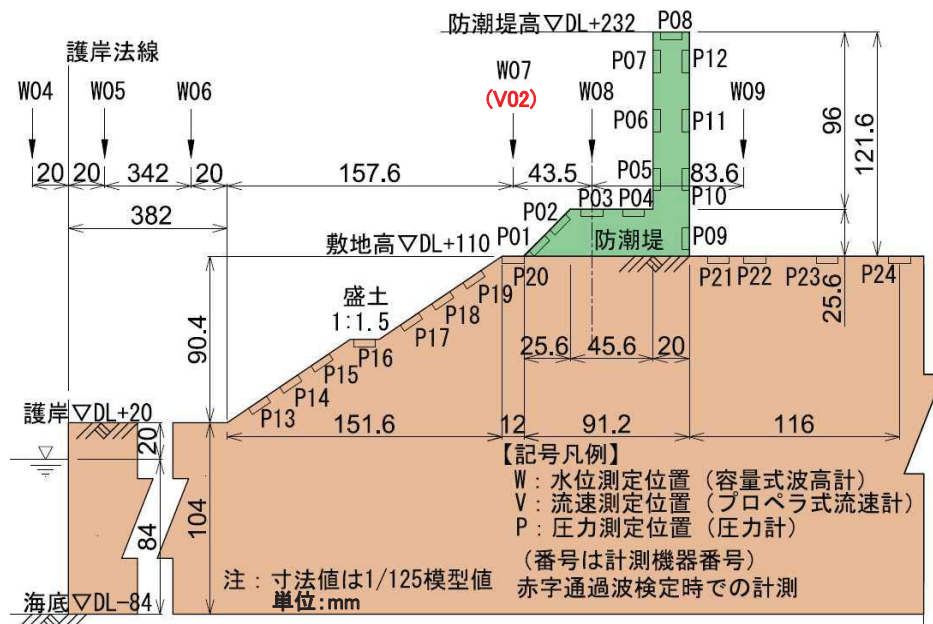 防潮堤高▽DL+232
P08
護岸法線
P07
P12
W04
W05
W06
W07
(V02)
W08
W09
P06
P11
96
121.6
20
20
342
20
157.6
43.5
P05
83.6
382
P02
P03
P04
P10
敷地高▽DL+110
P01
防潮堤
P09
P20
P21
P22
P23
P24
25.6
盛土
1:1.5
P19
P18
P17
P16
P15
P14
P13
90.4
25.6
45.6
20
護岸▽DL+20
20
151.6
12
91.2
116
84
104
【記号凡例】
W:水位測定位置(容量式波高計)
V:流速測定位置(プロペラ式流速計)
P:圧力測定位置(圧力計)
(番号は計測機器番号)
赤字通過波検定時での計測
注:寸法値は1/125模型値
単位:mm
海底▽DL-84